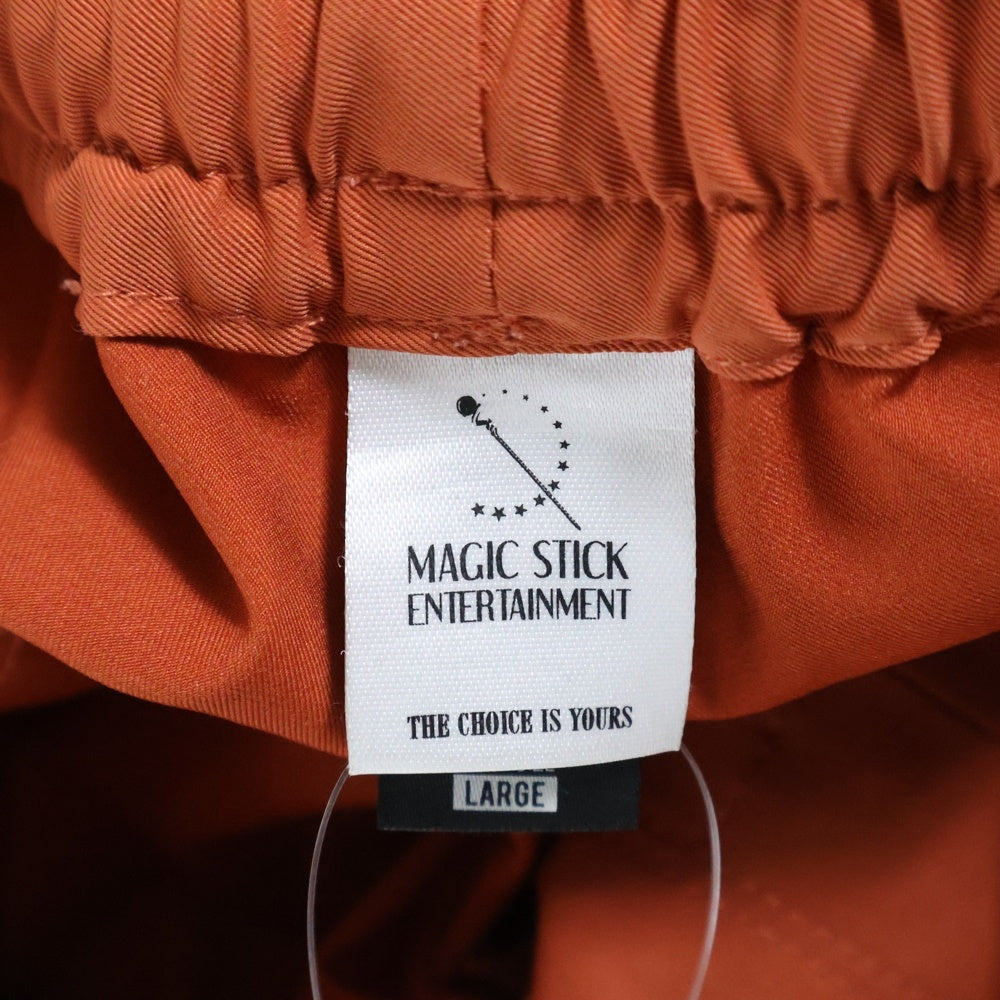 MAGIC STICK
ENTERTAINMENT
THE CHOICE IS YOURS
LARGE